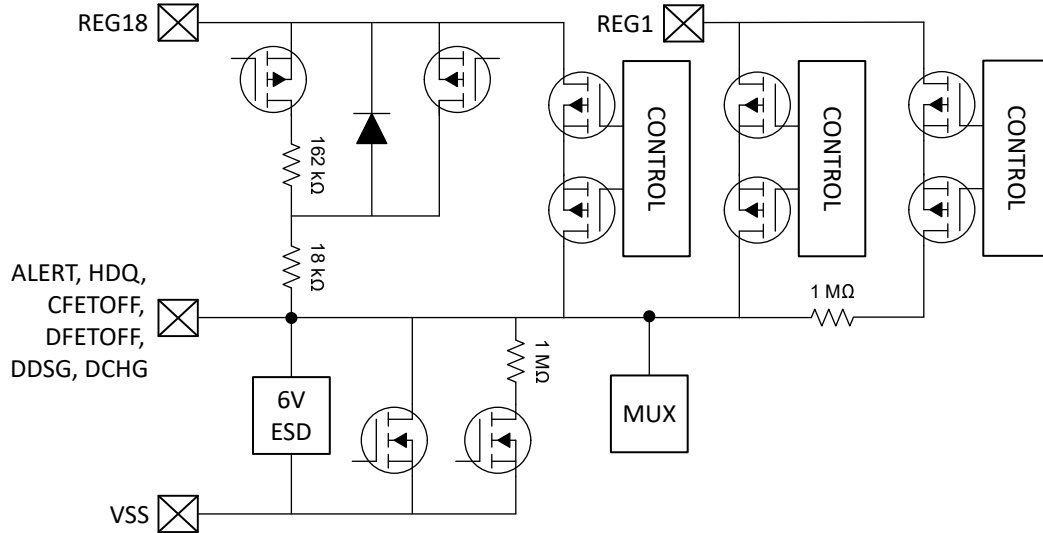 REG18
REG1
CONTROL
CONTROL
CONTROL
162 kΩ
18 kΩ
ALERT, HDQ,
CFETOFF,
DFETOFF,
DDSG, DCHG
1 MΩ
1 MΩ
6V
ESD
MUX
VSS